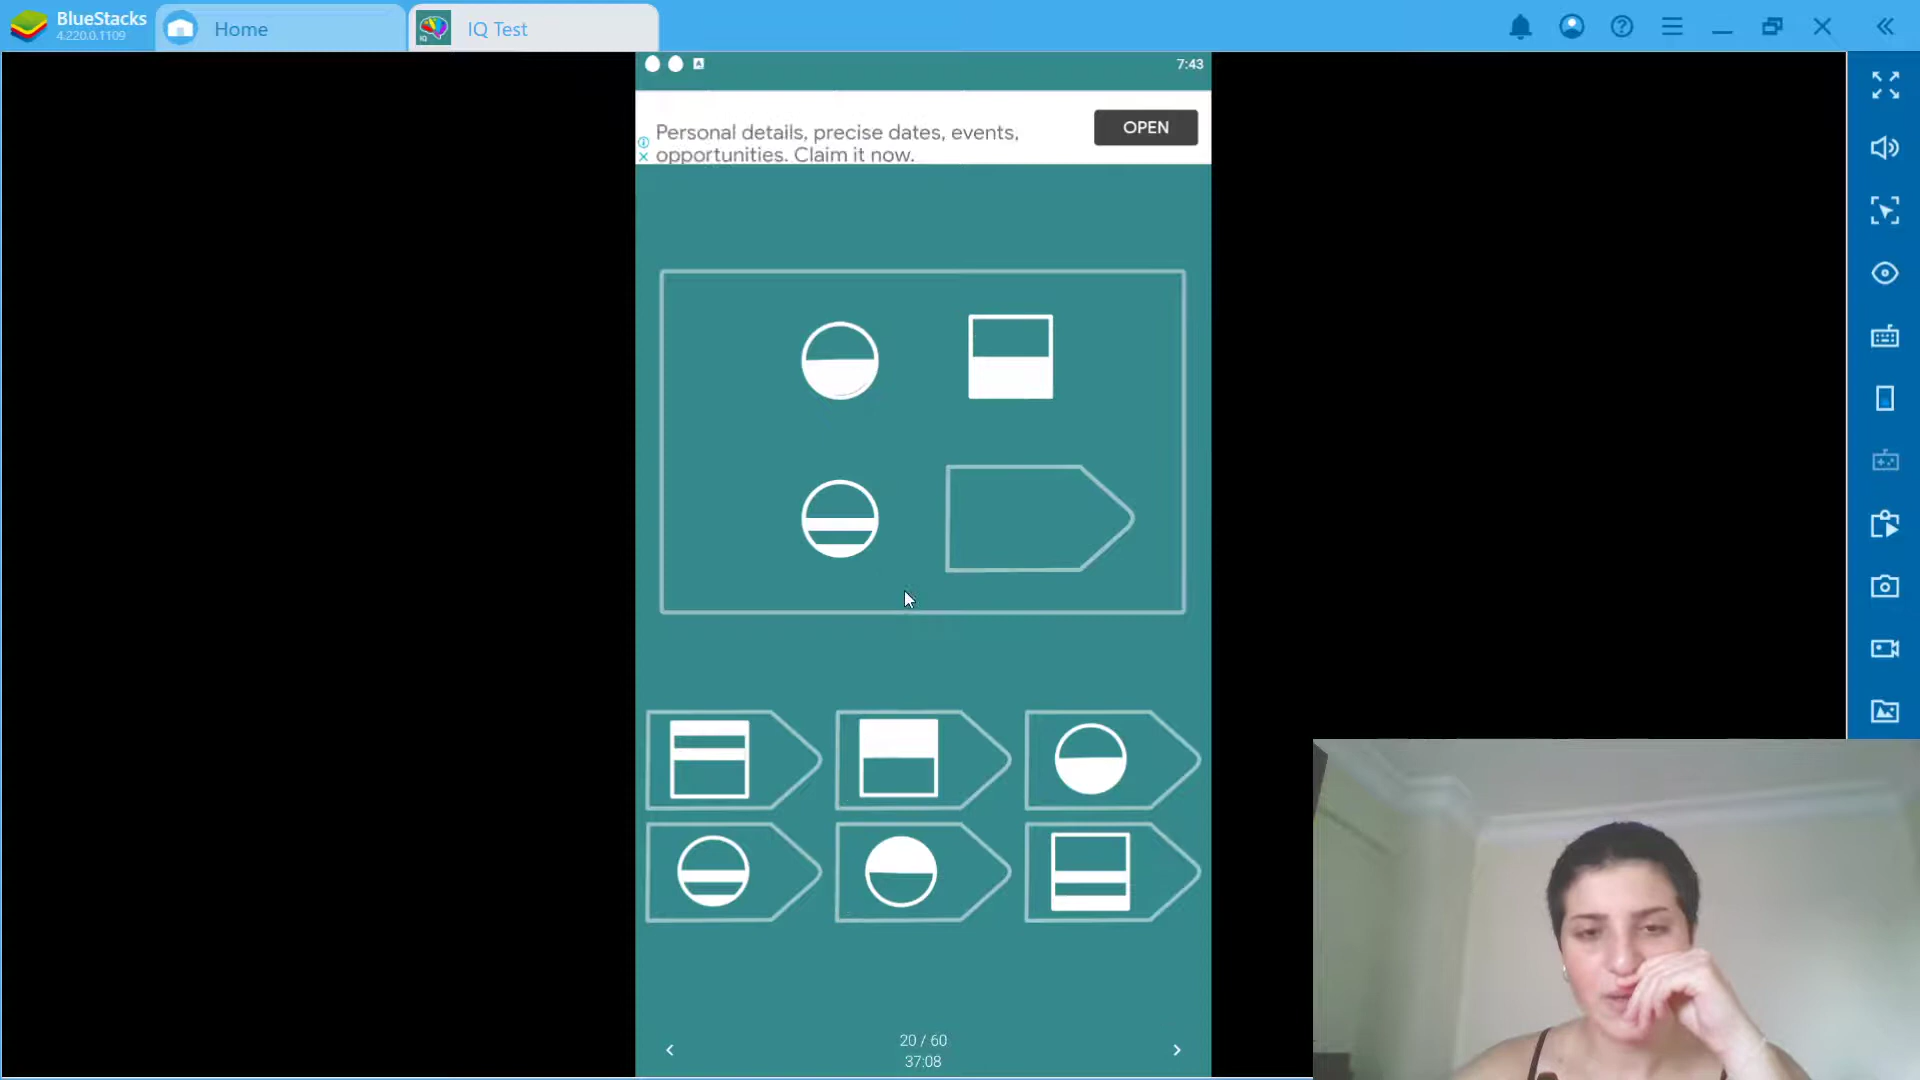 BlueStacks
4.220.0.1109
Home
IQ
IQ Test
A
7:43
Personal details, precise dates, events,
opportunities. Claim it now.
OPEN
20 / 60
37:08